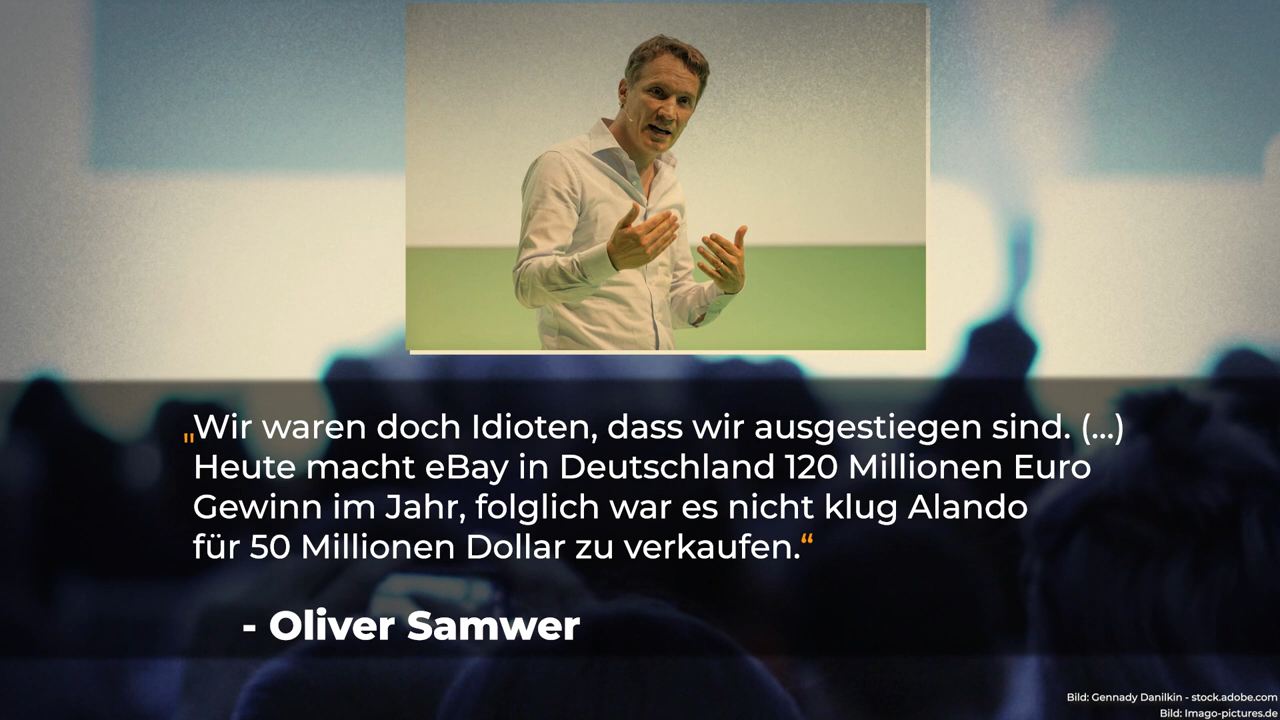 "Wir waren doch Idioten, dass wir ausgestiegen sind. (...)
Heute macht eBay in Deutschland 120 Millionen Euro
Gewinn im Jahr, folglich war es nicht klug Alando
für 50 Millionen Dollar zu verkaufen.“
- Oliver Samwer
Bild: Gennady Danilkin - stock.adobe.com
Bild: Imago-pictures.de